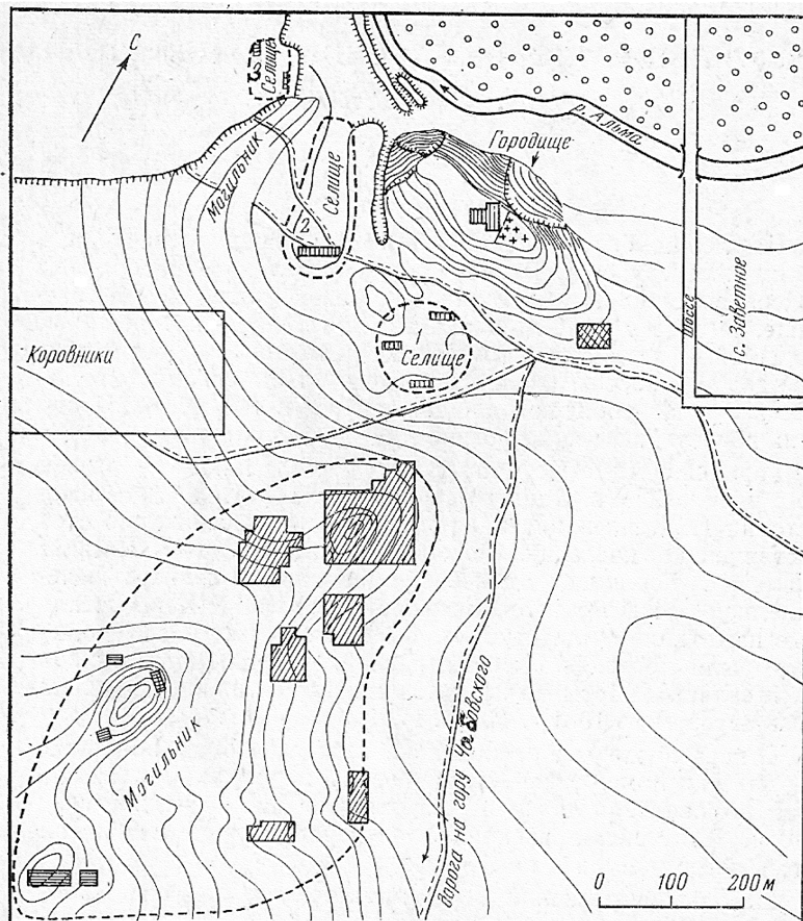 С
3
Селище
р. Альма
Городище
Могильник
Селище
2
шоссе
с. Заветное
Коровники
1
Селище
дорога на гору Чабовского
Могильник
0 100 200 м